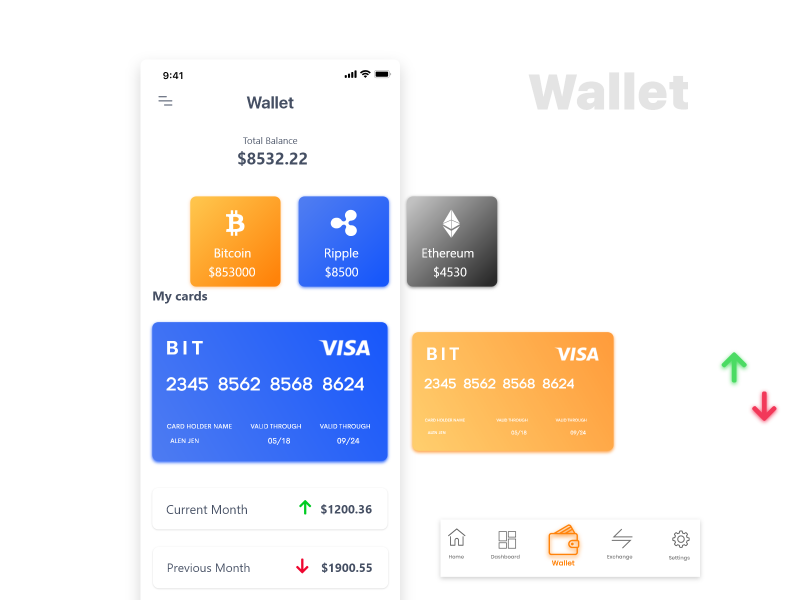 9:41
Wallet
Wallet
Total Balance
$8532.22
Bitcoin
$853000
Ripple
$8500
Ethereum
$4530
My cards
BIT VISA
2345 8562 8568 8624
CARD HOLDER NAME VALID THROUGH VALID THROUGH
ALEN JEN 05/18 09/24
BIT VISA
2345 8562 8568 8624
CARD HOLDER NAME VALID THROUGH VALID THROUGH
ALEN JEN 05/18 09/24
Current Month $1200.36
Previous Month $1900.55
Home Dashboard Wallet Exchange Settings